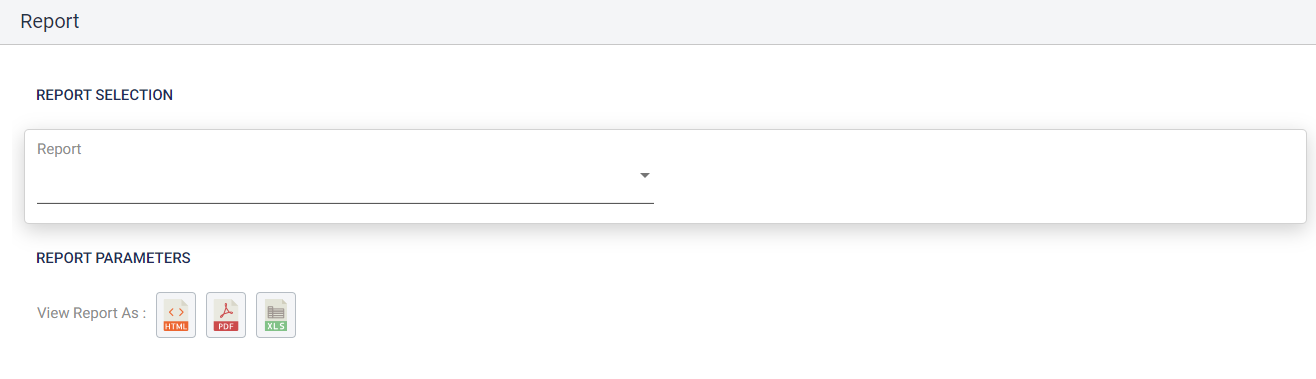 Report
REPORT SELECTION
Report
REPORT PARAMETERS
View Report As : HTML PDF XLS